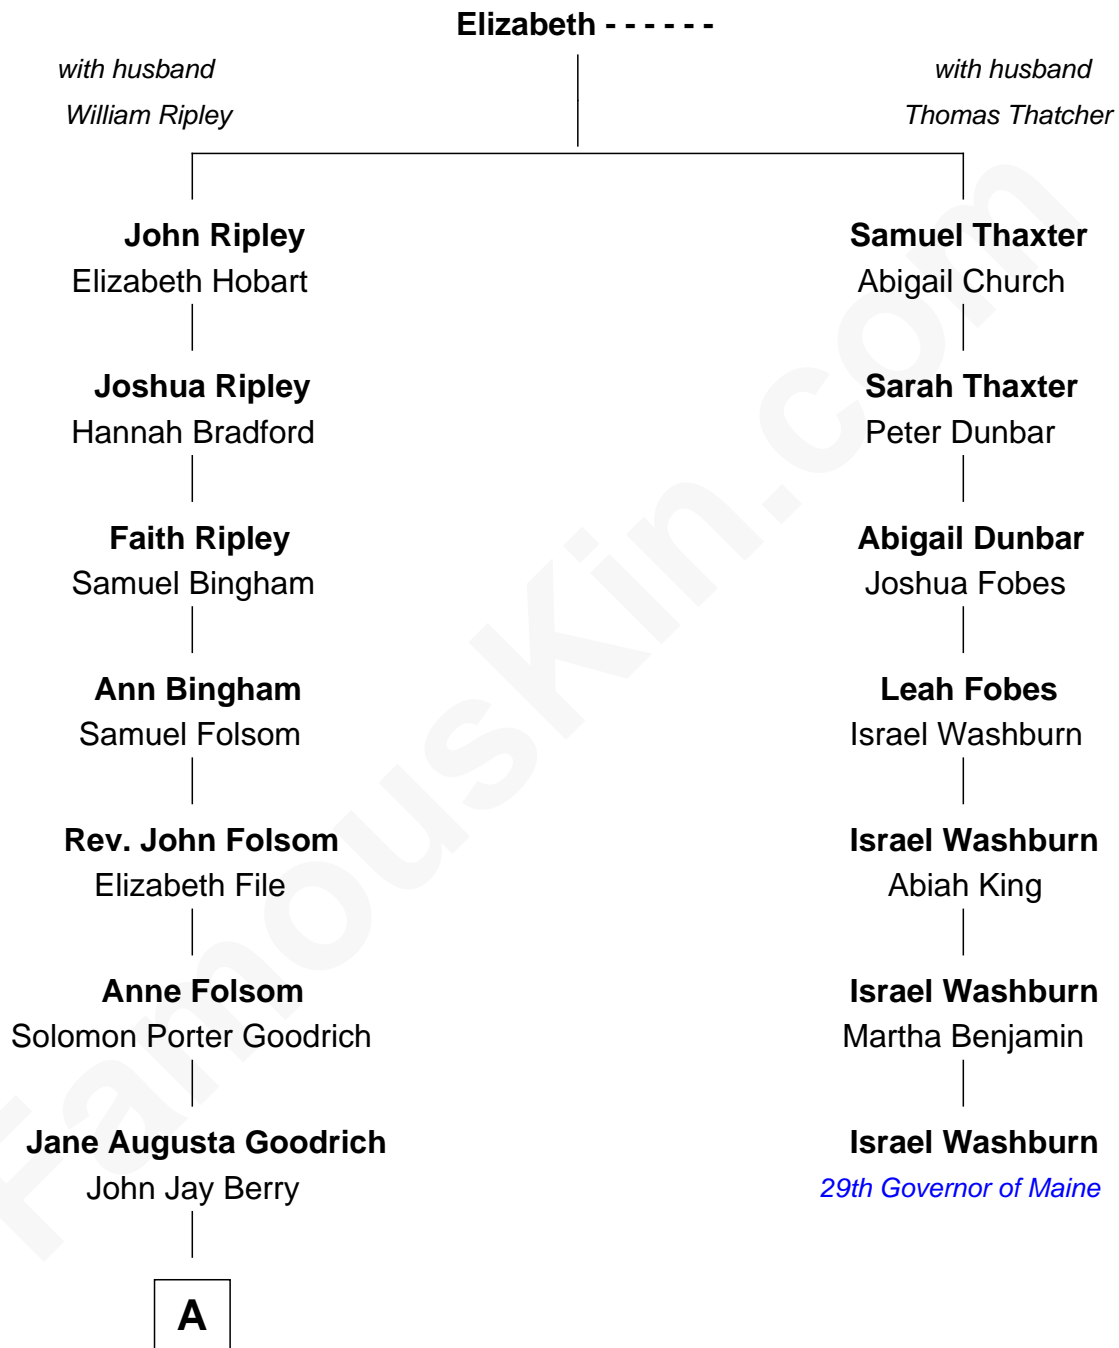 Elizabeth - - - - - -
with husband
William Ripley
with husband
Thomas Thatcher
John Ripley
Elizabeth Hobart
Samuel Thaxter
Abigail Church
Joshua Ripley
Hannah Bradford
Sarah Thaxter
Peter Dunbar
Faith Ripley
Samuel Bingham
Abigail Dunbar
Joshua Fobes
Ann Bingham
Samuel Folsom
Leah Fobes
Israel Washburn
Rev. John Folsom
Elizabeth File
Israel Washburn
Abiah King
Anne Folsom
Solomon Porter Goodrich
Israel Washburn
Martha Benjamin
Jane Augusta Goodrich
John Jay Berry
Israel Washburn
29th Governor of Maine
A
FamousKin.com